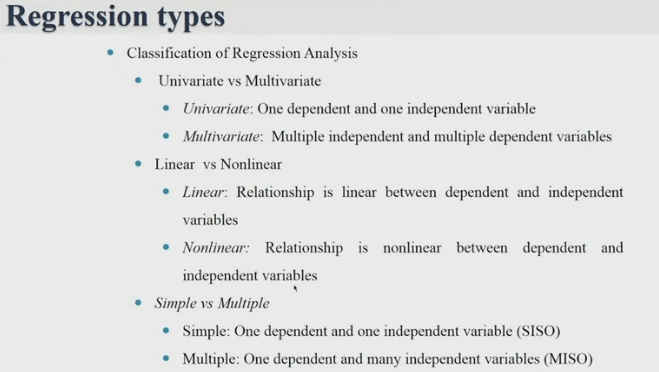 Regression types
• Classification of Regression Analysis
• Univariate vs Multivariate
• Univariate: One dependent and one independent variable
• Multivariate: Multiple independent and multiple dependent variables
• Linear vs Nonlinear
• Linear: Relationship is linear between dependent and independent
variables
• Nonlinear: Relationship is nonlinear between dependent and
independent variables
• Simple vs Multiple
• Simple: One dependent and one independent variable (SISO)
• Multiple: One dependent and many independent variables (MISO)